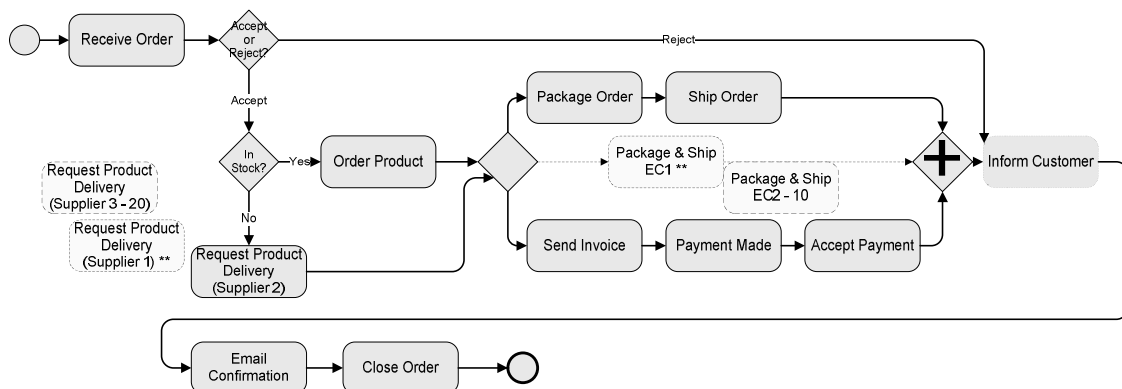 Receive Order
Accept
or
Reject?
Reject
Accept
In
Stock?
Yes
Order Product
No
Request Product
Delivery
(Supplier 3 - 20)
Request Product
Delivery
(Supplier 1) **
Request Product
Delivery
(Supplier 2)
Package Order
Ship Order
Package & Ship
EC1 **
Package & Ship
EC2 - 10
Send Invoice
Payment Made
Accept Payment
Inform Customer
Email
Confirmation
Close Order